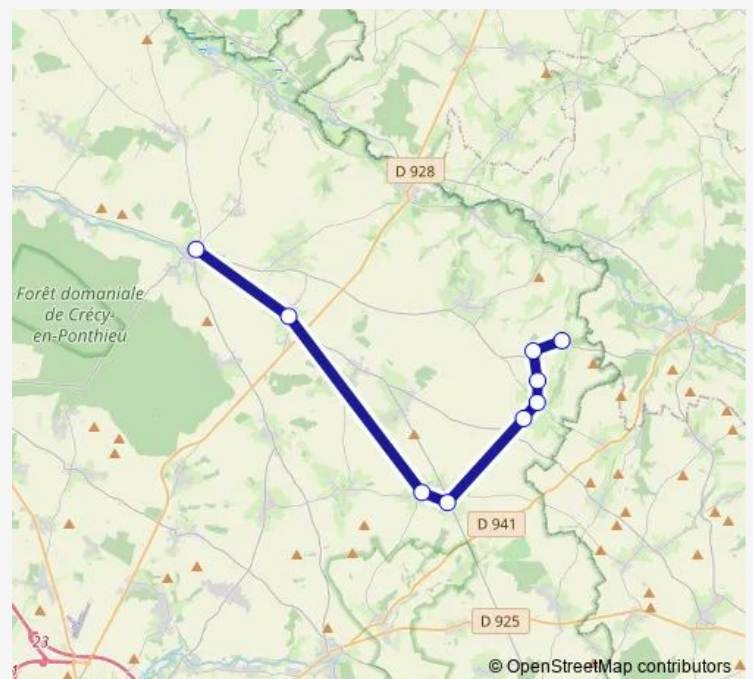 D 928
Forêt domaniale
de Crécy-
en-Ponthieu
D 941
D 925
23
© OpenStreetMap contributors